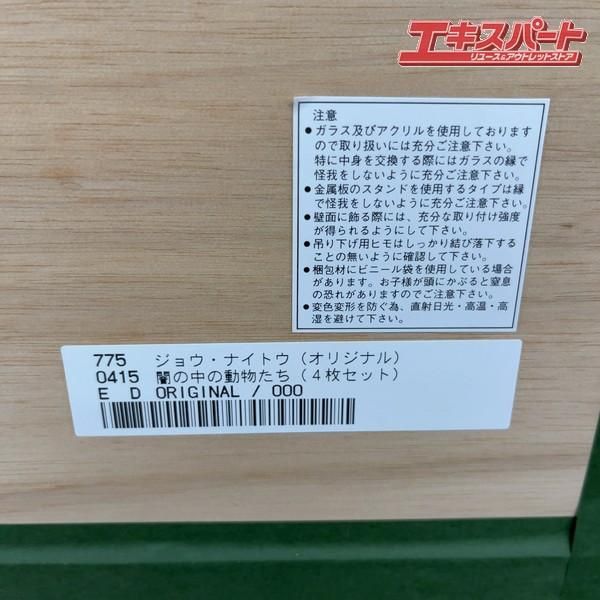 エキスパート
リユース&アウトレットストア
注意
●ガラス及びアクリルを使用しております
ので取り扱いには充分ご注意下さい。
特に中身を交換する際にはガラスの縁
で怪我をしないように充分ご注意下さい。
●金属板のスタンドを使用するタイプは縁
で怪我をしないように充分ご注意下さい。
●壁面に飾る際には、充分な取り付け強度
が得られるようにして下さい。
●吊り下げ用ヒモはしっかり結び落下する
ことの無いように確認して下さい。
●梱包材にビニール袋を使用している場合
があります。お子様が頭にかぶると窒息
の恐れがありますのでご注意下さい。
●変色変形を防ぐ為、直射日光・高温・高
湿を避けて下さい。
775 ジョウ・ナイトウ(オリジナル)
0415 闇の中の動物たち(4枚セット)
E D ORIGINAL / 000